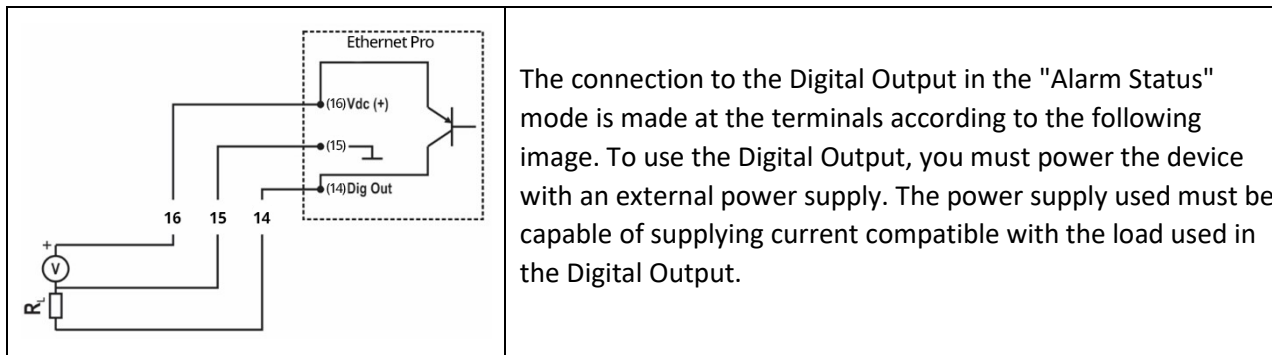 Ethernet Pro
(16)Vdc (+)
(15)
(14)Dig Out
16 15 14
+
V
RL
The connection to the Digital Output in the "Alarm Status"
mode is made at the terminals according to the following
image. To use the Digital Output, you must power the device
with an external power supply. The power supply used must be
capable of supplying current compatible with the load used in
the Digital Output.